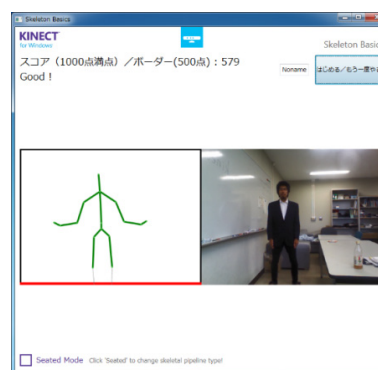 Skeleton Basics
KINECT
for Windows
Skeleton Basics
スコア（1000点満点）／ボーダー(500点)：579
Good！
Noname
はじめる／もう一度や
Seated Mode
Click 'Seated' to change skeletal pipeline type!